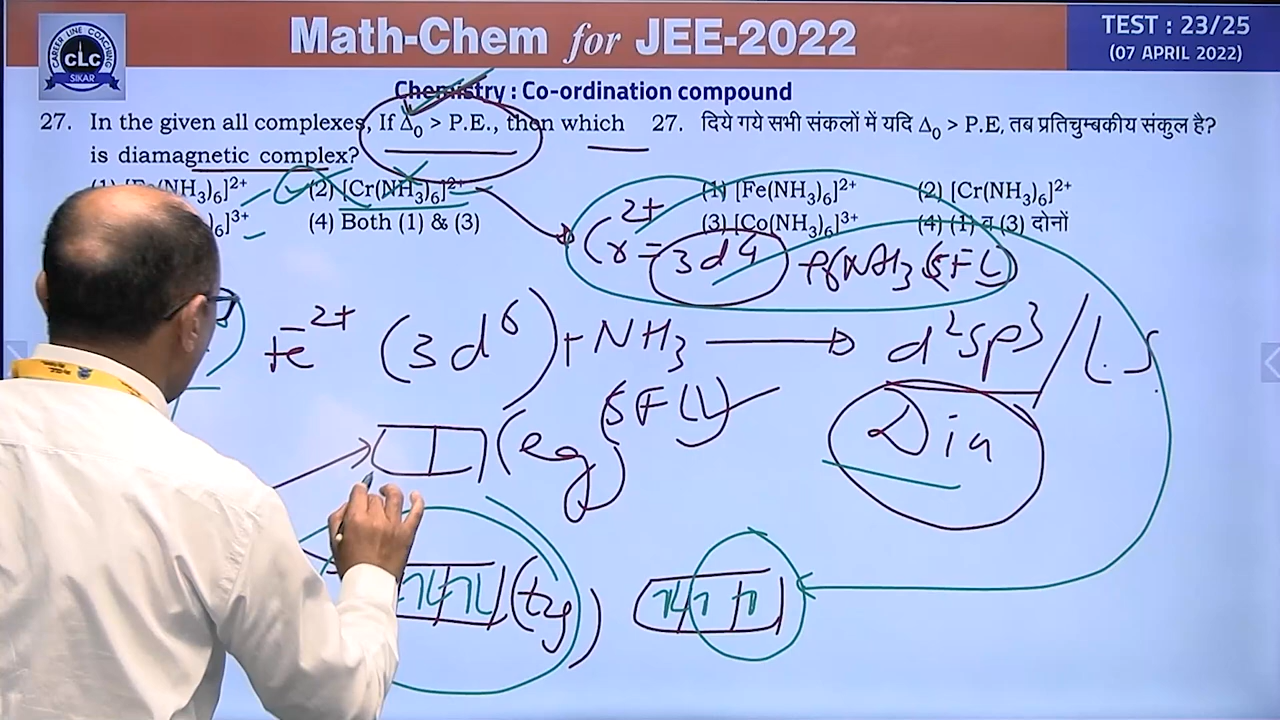 CAREER LINE COACHING
CLC
SIKAR
Math-Chem for JEE-2022
TEST : 23/25
(07 APRIL 2022)
Chemistry : Co-ordination compound
27. In the given all complexes, If Δ₀ > P.E., then which
is diamagnetic complex?
(NH₃)₆]²⁺ (2) [Cr(NH₃)₆]²⁺
]³⁺ (4) Both (1) & (3)
27. दिये गये सभी संकलों में यदि Δ₀ > P.E, तब प्रतिचुम्बकीय संकुल है?
(1) [Fe(NH₃)₆]²⁺ (2) [Cr(NH₃)₆]²⁺
(3) [Co(NH₃)₆]³⁺ (4) (1) व (3) दोनों
Cr²⁺ = 3d⁴ NH₃ (SFL)
Fe²⁺ (3d⁶) + NH₃ → d²sp³ / L.S.
(SFL)
Dia
(eg)
(t₂g)